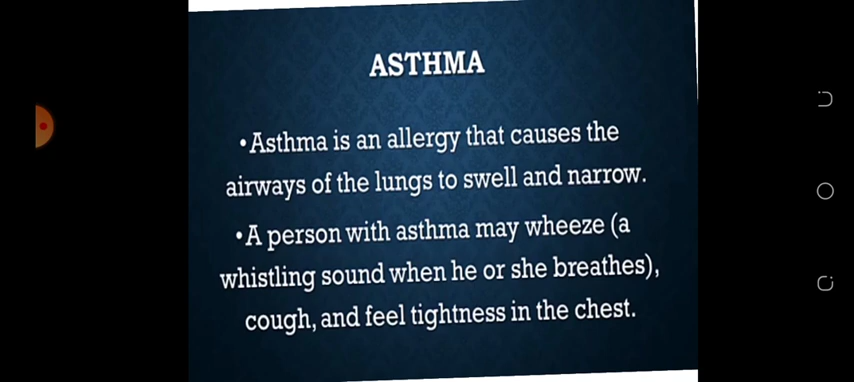 ASTHMA
•Asthma is an allergy that causes the
airways of the lungs to swell and narrow.
•A person with asthma may wheeze (a
whistling sound when he or she breathes),
cough, and feel tightness in the chest.